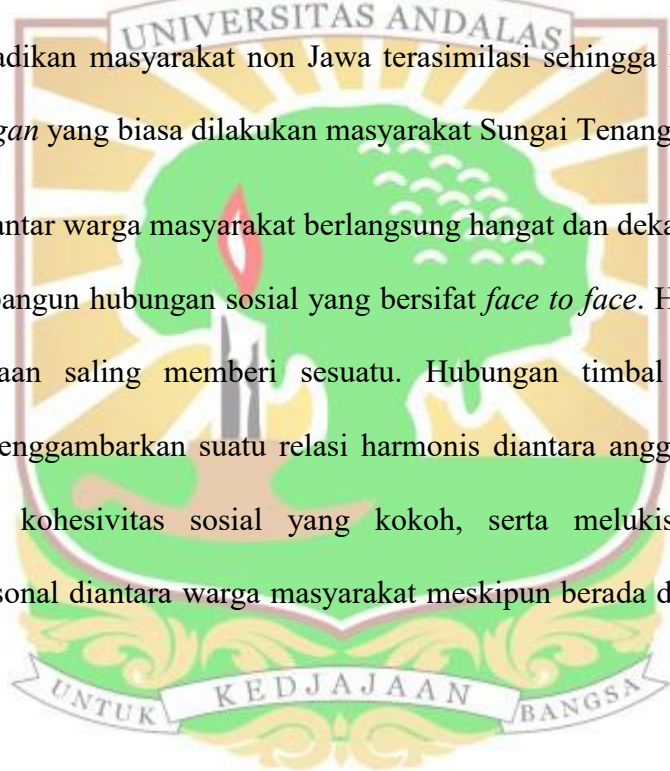 UNIVERSITAS ANDALAS
adikan masyarakat non Jawa terasimilasi sehingga
gan yang biasa dilakukan masyarakat Sungai Tenang
antar warga masyarakat berlangsung hangat dan deka
bangun hubungan sosial yang bersifat face to face. H
aan saling memberi sesuatu. Hubungan timbal
enggambarkan suatu relasi harmonis diantara angg
kohesivitas sosial yang kokoh, serta melukis
sonal diantara warga masyarakat meskipun berada d
UNTUK KEDJAJAAN BANGSA